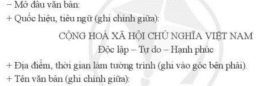 – Mở đầu văn bản:
+ Quốc hiệu, tiêu ngữ (ghi chính giữa):
CỘNG HOÀ XÃ HỘI CHỦ NGHĨA VIỆT NAM
Độc lập – Tự do – Hạnh phúc
+ Địa điểm, thời gian làm tường trình (ghi vào góc bên phải).
+ Tên văn bản (ghi chính giữa):